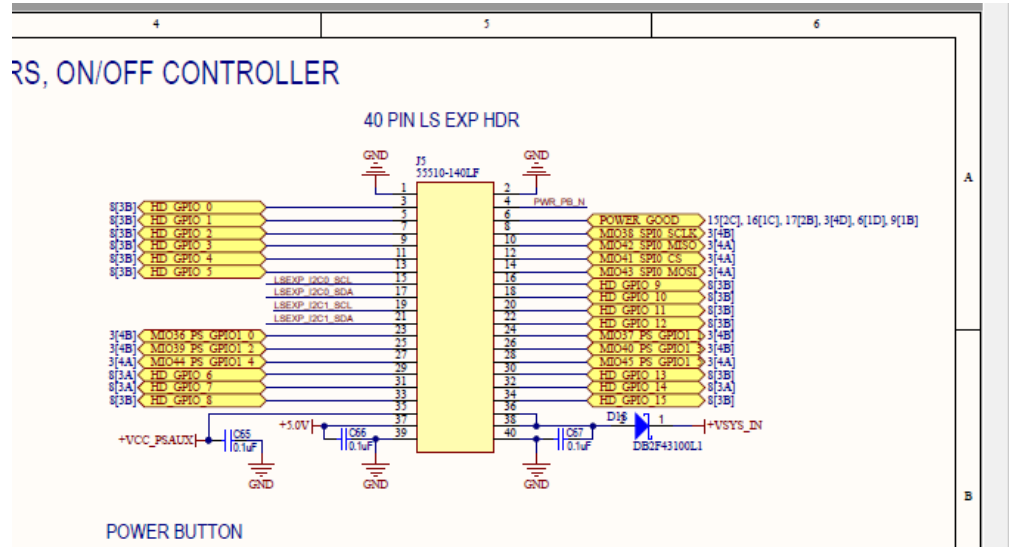 4 5 6
RS, ON/OFF CONTROLLER
40 PIN LS EXP HDR
GND J5 GND
55510-140LF
A
1 2
3 4 PWR_PB_N
8[3B] HD_GPIO_0 5 6 POWER_GOOD 15[2C], 16[1C], 17[2B], 3[4D], 6[1D], 9[1B]
8[3B] HD_GPIO_1 7 8 MIO38_SPI0_SCLK 3[4B]
8[3B] HD_GPIO_2 9 10 MIO42_SPI0_MISO 3[4A]
8[3B] HD_GPIO_3 11 12 MIO41_SPI0_CS 3[4A]
8[3B] HD_GPIO_4 13 14 MIO43_SPI0_MOSI 3[4A]
8[3B] HD_GPIO_5 15 16 HD_GPIO_9 8[3B]
LSEXP_I2C0_SCL 17 18 HD_GPIO_10 8[3B]
LSEXP_I2C0_SDA 19 20 HD_GPIO_11 8[3B]
LSEXP_I2C1_SCL 21 22 HD_GPIO_12 8[3B]
LSEXP_I2C1_SDA 23 24
3[4B] MIO36_PS_GPIO1_0 25 26 MIO37_PS_GPIO1_ 3[4B]
3[4B] MIO39_PS_GPIO1_2 27 28 MIO40_PS_GPIO1_ 3[4B]
3[4A] MIO44_PS_GPIO1_4 29 30 MIO45_PS_GPIO1_ 3[4A]
8[3A] HD_GPIO_6 31 32 HD_GPIO_13 8[3B]
8[3A] HD_GPIO_7 33 34 HD_GPIO_14 8[3A]
8[3B] HD_GPIO_8 35 36 HD_GPIO_15 8[3B]
+5.0V 37 38 D18 2 1 +VSYS_IN
+VCC_PSAUX C65 C66 39 40 C67 DB2F43100L1
0.1uF 0.1uF 0.1uF
GND GND GND
B
POWER BUTTON